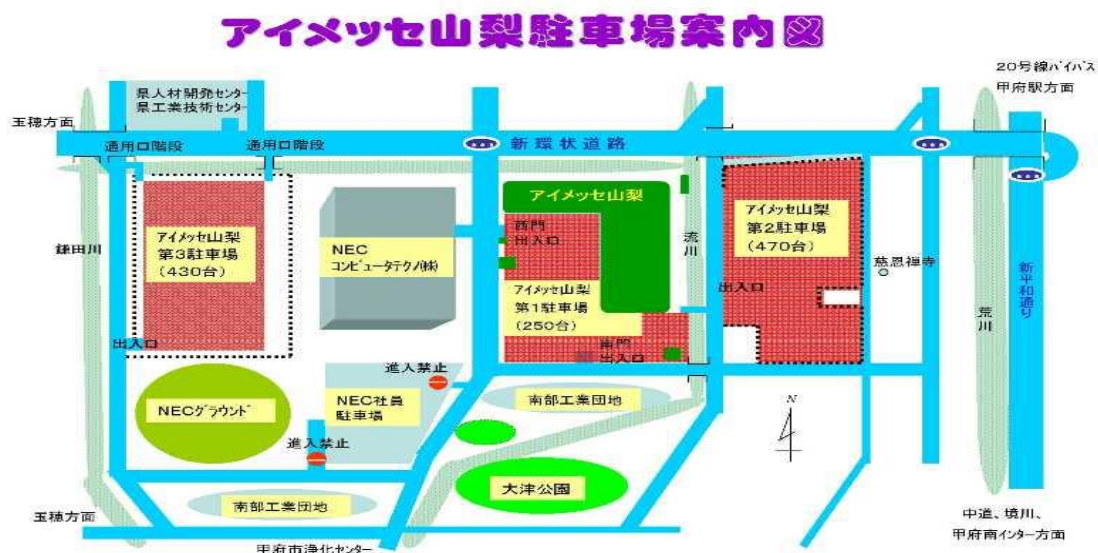 アイメッセ山梨駐車場案内図
20号線バイパス
甲府駅方面
県人材開発センター
県工業技術センター
玉穂方面
通用口階段
通用口階段
新環状道路
アイメッセ山梨
アイメッセ山梨
第3駐車場
(430台)
鎌田川
NEC
コンピュータテクノ㈱
西門
出入口
アイメッセ山梨
第1駐車場
(250台)
流川
アイメッセ山梨
第2駐車場
(470台)
出入口
慈恩禅寺
荒川
新平和通り
出入口
南門
出入口
進入禁止
NEC社員
駐車場
南部工業団地
NECグラウンド
進入禁止
N
大津公園
南部工業団地
玉穂方面
甲府市浄化センター
中道、境川、
甲府南インター方面